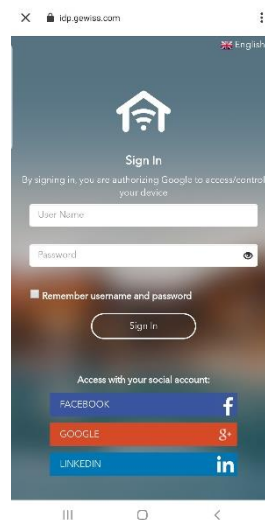 idp.gewiss.com
English
Sign In
By signing in, you are authorizing Google to access/control
your device
User Name
Password
Remember username and password
Sign In
Access with your social account:
FACEBOOK
f
GOOGLE
g+
LINKEDIN
in